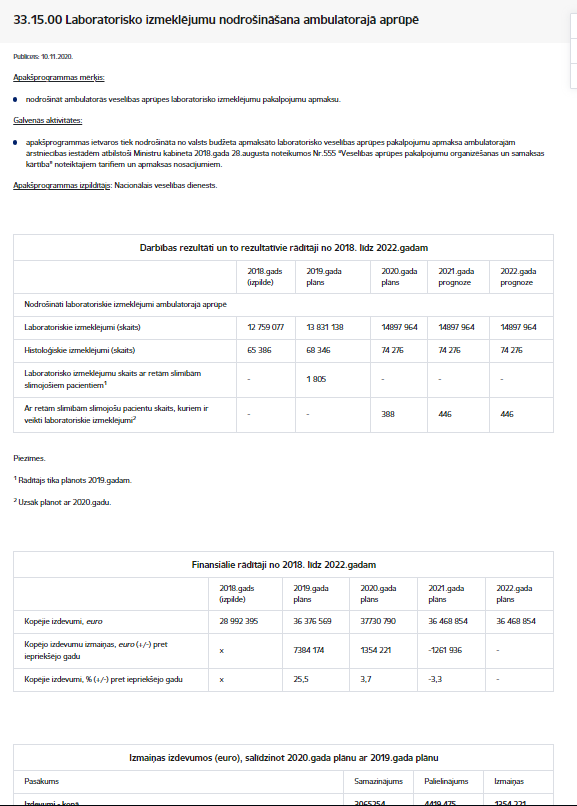 33.15.00 Laboratorisko izmeklējumu nodrošināšana ambulatorajā aprūpē
Publicēts: 10.11.2020.
Apakšprogrammas mērķis:
nodrošināt ambulatorās veselības aprūpes laboratorisko izmeklējumu pakalpojumu apmaksu.
Galvenās aktivitātes:
apakšprogrammas ietvaros tiek nodrošināta no valsts budžeta apmaksāto laboratorisko veselības aprūpes pakalpojumu apmaksa ambulatorajām
ārstniecības iestādēm atbilstoši Ministru kabineta 2018.gada 28.augusta noteikumos Nr.555 "Veselības aprūpes pakalpojumu organizēšanas un samaksas
kārtība" noteiktajiem tarifiem un apmaksas nosacījumiem.
Apakšprogrammas izpildītājs: Nacionālais veselības dienests.
Darbības rezultāti un to rezultatīvie rādītāji no 2018. līdz 2022.gadam
2018.gads (izpilde) 2019.gada plāns 2020.gada plāns 2021.gada prognoze 2022.gada prognoze
Nodrošināti laboratoriskie izmeklējumi ambulatorajā aprūpē
Laboratoriskie izmeklējumi (skaits) 12 759 077 13 831 138 14897 964 14897 964 14897 964
Histoloģiskie izmeklējumi (skaits) 65 386 68 346 74 276 74 276 74 276
Laboratorisko izmeklējumu skaits ar retām slimībām
slimojošiem pacientiem¹ - 1 805 - - -
Ar retām slimībām slimojošu pacientu skaits, kuriem ir
veikti laboratoriskie izmeklējumi² - - 388 446 446
Piezīmes.
¹ Rādītājs tika plānots 2019.gadam.
² Uzsāk plānot ar 2020.gadu.
Finansiālie rādītāji no 2018. līdz 2022.gadam
2018.gads (izpilde) 2019.gada plāns 2020.gada plāns 2021.gada plāns 2022.gada plāns
Kopējie izdevumi, euro 28 992 395 36 376 569 37730 790 36 468 854 36 468 854
Kopējo izdevumu izmaiņas, euro (+/-) pret
iepriekšējo gadu x 7384 174 1354 221 -1261 936 -
Kopējie izdevumi, % (+/-) pret iepriekšējo gadu x 25,5 3,7 -3,3 -
Izmaiņas izdevumos (euro), salīdzinot 2020.gada plānu ar 2019.gada plānu
Pasākums Samazinājums Palielinājums Izmaiņas
Izdevumi - kopā 3065254 4419 475 1354 221